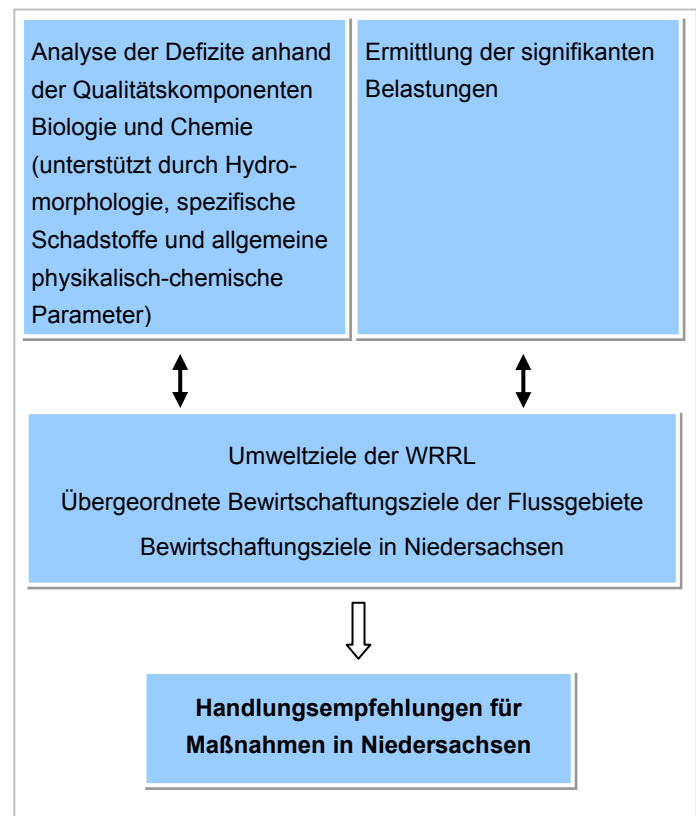 Analyse der Defizite anhand
der Qualitätskomponenten
Biologie und Chemie
(unterstützt durch Hydro-
morphologie, spezifische
Schadstoffe und allgemeine
physikalisch-chemische
Parameter)
Ermittlung der signifikanten
Belastungen
Umweltziele der WRRL
Übergeordnete Bewirtschaftungsziele der Flussgebiete
Bewirtschaftungsziele in Niedersachsen
Handlungsempfehlungen für
Maßnahmen in Niedersachsen